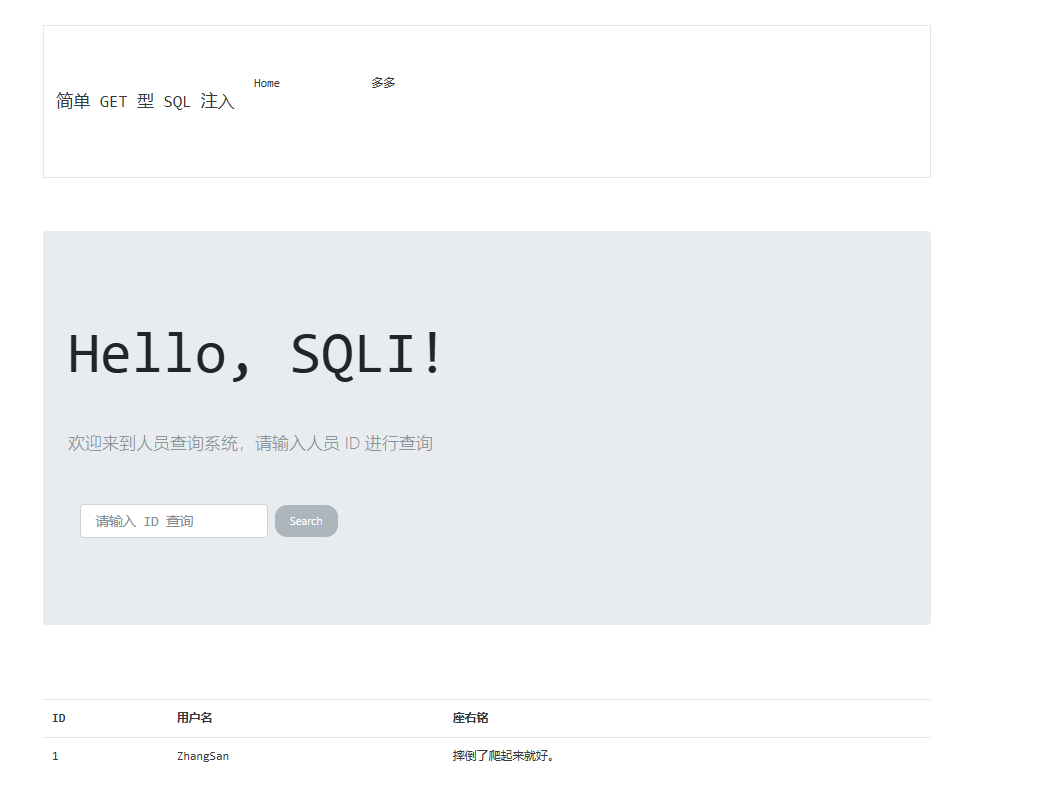 简单 GET 型 SQL 注入
Home
多多
Hello, SQLI!
欢迎来到人员查询系统，请输入人员 ID 进行查询
请输入 ID 查询
Search
ID 用户名 座右铭
1 ZhangSan 摔倒了爬起来就好。